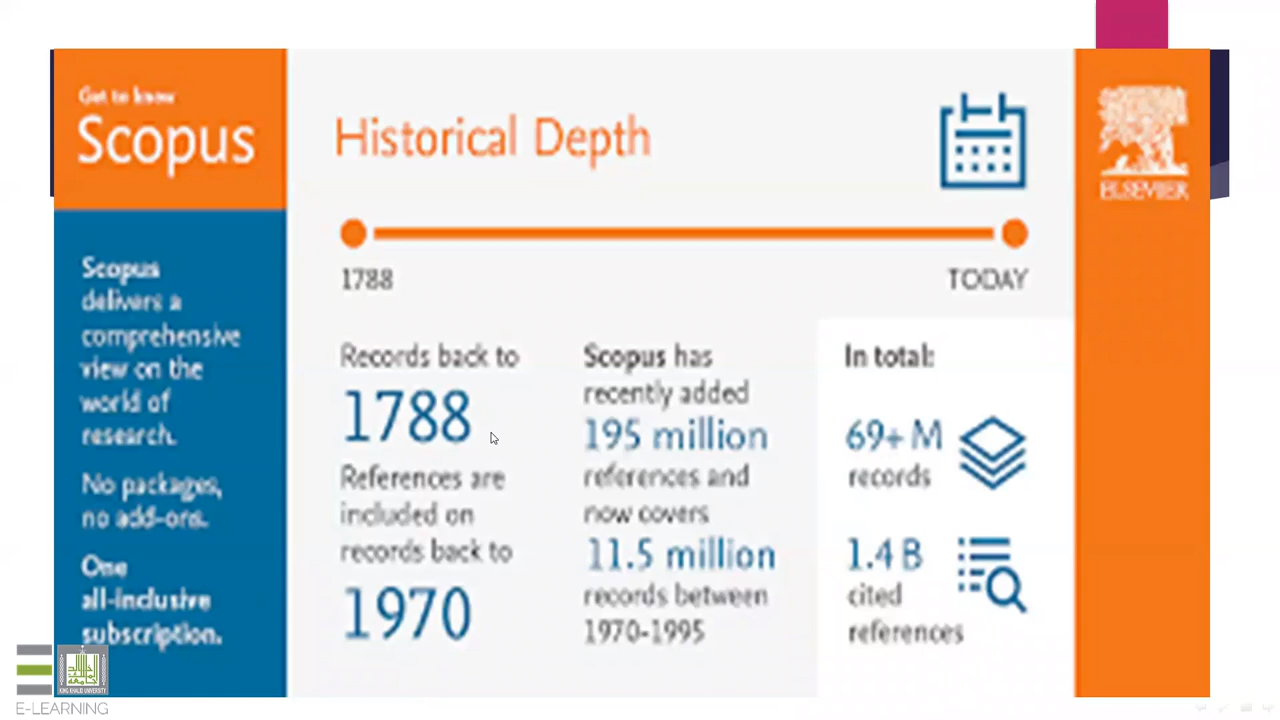 Get to know
Scopus
Scopus
delivers a
comprehensive
view on the
world of
research.
No packages,
no add-ons.
One
all-inclusive
subscription.
Historical Depth
1788
TODAY
Records back to
1788
References are
included on
records back to
1970
Scopus has
recently added
195 million
references and
now covers
11.5 million
records between
1970-1995
In total:
69+ M
records
1.4 B
cited
references
ELSEVIER
KING KHALID UNIVERSITY
E-LEARNING